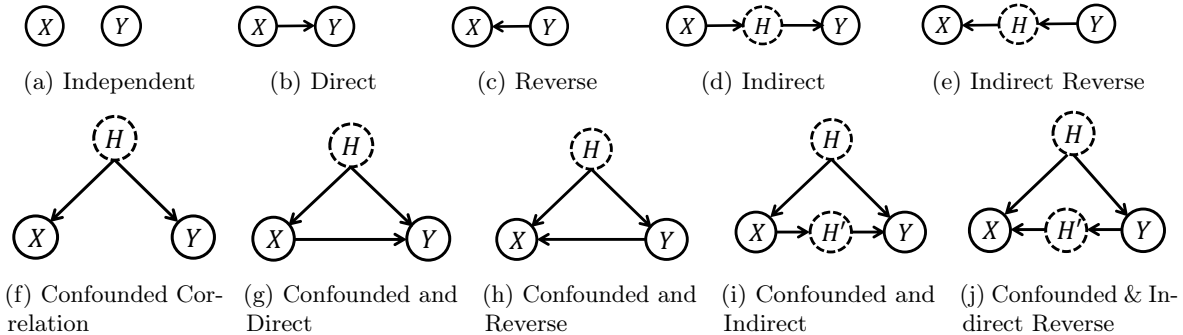 X Y X Y X Y X H Y X H Y
(a) Independent (b) Direct (c) Reverse (d) Indirect (e) Indirect Reverse
H H H H H
X Y X Y X Y X H′ Y X H′ Y
(f) Confounded Cor-
relation
(g) Confounded and
Direct
(h) Confounded and
Reverse
(i) Confounded and
Indirect
(j) Confounded & In-
direct Reverse